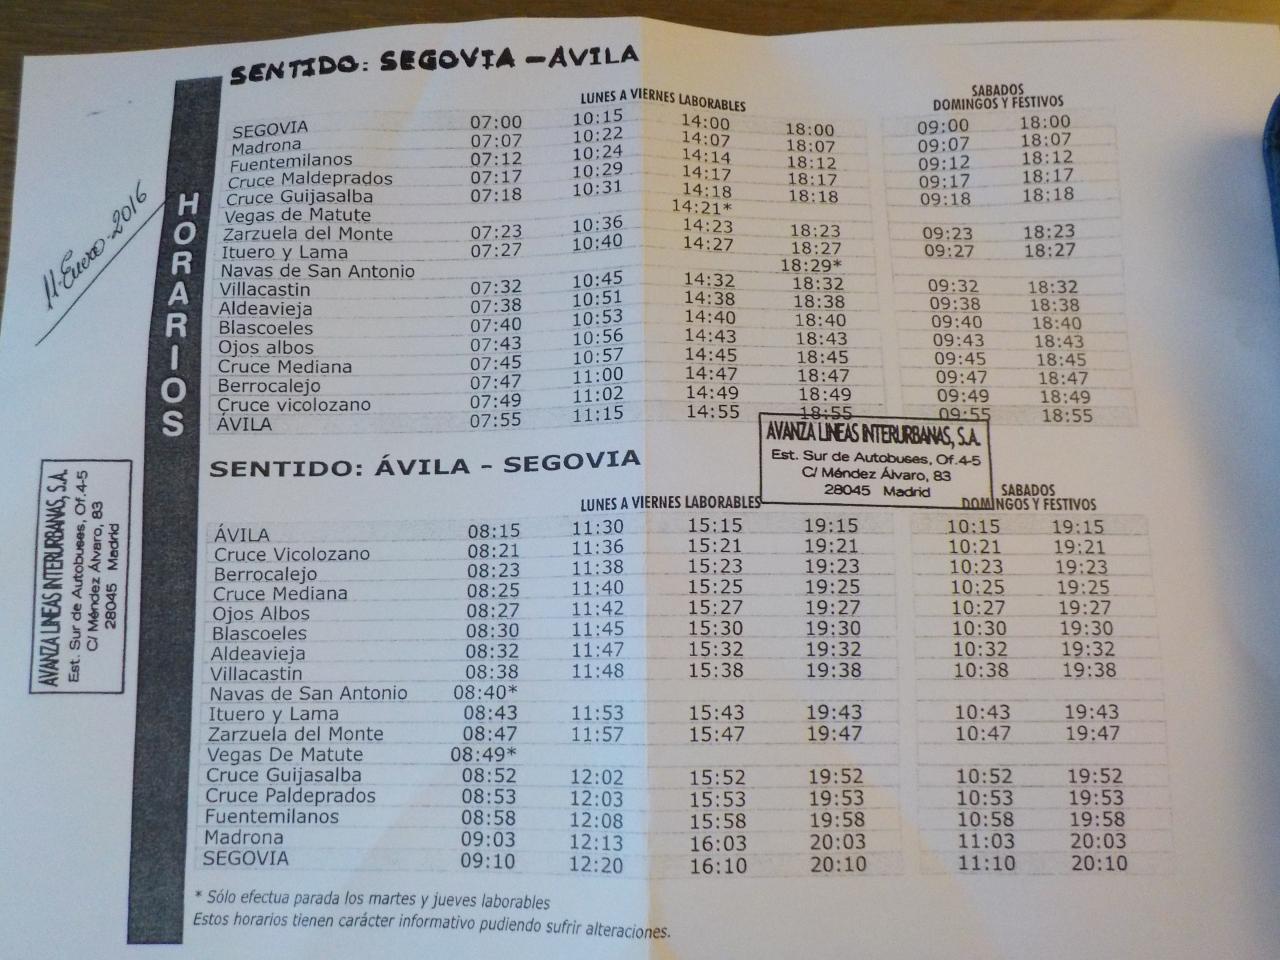 SENTIDO: SEGOVIA - AVILA
LUNES A VIERNES LABORABLES
SABADOS
DOMINGOS Y FESTIVOS
SEGOVIA 07:00 10:15 14:00 18:00 09:00 18:00
Madrona 07:07 10:22 14:07 18:07 09:07 18:07
Fuentemilanos 07:12 10:24 14:14 18:12 09:12 18:12
Cruce Maldeprados 07:17 10:29 14:17 18:17 09:17 18:17
Cruce Guijasalba 07:18 10:31 14:18 18:18 09:18 18:18
Vegas de Matute 14:21*
Zarzuela del Monte 07:23 10:36 14:23 18:23 09:23 18:23
Ituero y Lama 07:27 10:40 14:27 18:27 09:27 18:27
Navas de San Antonio 18:29*
Villacastin 07:32 10:45 14:32 18:32 09:32 18:32
Aldeavieja 07:38 10:51 14:38 18:38 09:38 18:38
Blascoeles 07:40 10:53 14:40 18:40 09:40 18:40
Ojos albos 07:43 10:56 14:43 18:43 09:43 18:43
Cruce Mediana 07:45 10:57 14:45 18:45 09:45 18:45
Berrocalejo 07:47 11:00 14:47 18:47 09:47 18:47
Cruce vicolozano 07:49 11:02 14:49 18:49 09:49 18:49
ÁVILA 07:55 11:15 14:55 18:55 09:55 18:55
AVANZA LINEAS INTERURBANAS, S.A.
Est. Sur de Autobuses, Of. 4-5
C/ Méndez Álvaro, 83
28045 Madrid
SENTIDO: ÁVILA - SEGOVIA
LUNES A VIERNES LABORABLES
SABADOS
DOMINGOS Y FESTIVOS
ÁVILA 08:15 11:30 15:15 19:15 10:15 19:15
Cruce Vicolozano 08:21 11:36 15:21 19:21 10:21 19:21
Berrocalejo 08:23 11:38 15:23 19:23 10:23 19:23
Cruce Mediana 08:25 11:40 15:25 19:25 10:25 19:25
Ojos Albos 08:27 11:42 15:27 19:27 10:27 19:27
Blascoeles 08:30 11:45 15:30 19:30 10:30 19:30
Aldeavieja 08:32 11:47 15:32 19:32 10:32 19:32
Villacastin 08:38 11:48 15:38 19:38 10:38 19:38
Navas de San Antonio 08:40*
Ituero y Lama 08:43 11:53 15:43 19:43 10:43 19:43
Zarzuela del Monte 08:47 11:57 15:47 19:47 10:47 19:47
Vegas De Matute 08:49*
Cruce Guijasalba 08:52 12:02 15:52 19:52 10:52 19:52
Cruce Paldeprados 08:53 12:03 15:53 19:53 10:53 19:53
Fuentemilanos 08:58 12:08 15:58 19:58 10:58 19:58
Madrona 09:03 12:13 16:03 20:03 11:03 20:03
SEGOVIA 09:10 12:20 16:10 20:10 11:10 20:10
* Sólo efectua parada los martes y jueves laborables
Estos horarios tienen carácter informativo pudiendo sufrir alteraciones.
HORARIOS
11-Enero-2016
AVANZA LINEAS INTERURBANAS, S.A.
Est. Sur de Autobuses, Of. 4-5
C/ Méndez Álvaro, 83
28045 Madrid